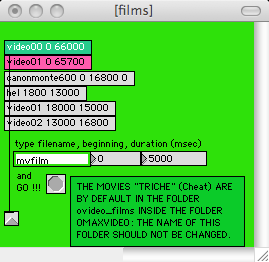 [films]
video00 0 66000
video01 0 65700
canonmonte600 0 16800 0
hel 1800 13000
video01 18000 15000
video02 13000 16800
type filename, beginning, duration (msec)
mvfilm 0 5000
and
GO !!!
THE MOVIES "TRICHE" (Cheat) ARE
BY DEFAULT IN THE FOLDER
ovideo_films INSIDE THE FOLDER
OMAXVIDEO: THE NAME OF THIS
FOLDER SHOULD NOT BE CHANGED.